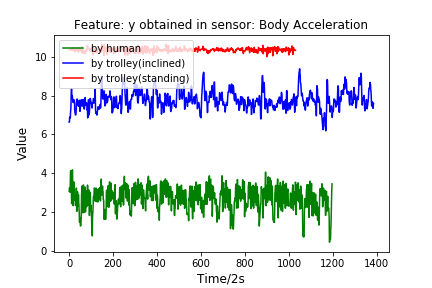 Feature: y obtained in sensor: Body Acceleration
by human
by trolley(inclined)
by trolley(standing)
Value
10
8
6
4
2
0
0 200 400 600 800 1000 1200 1400
Time/2s